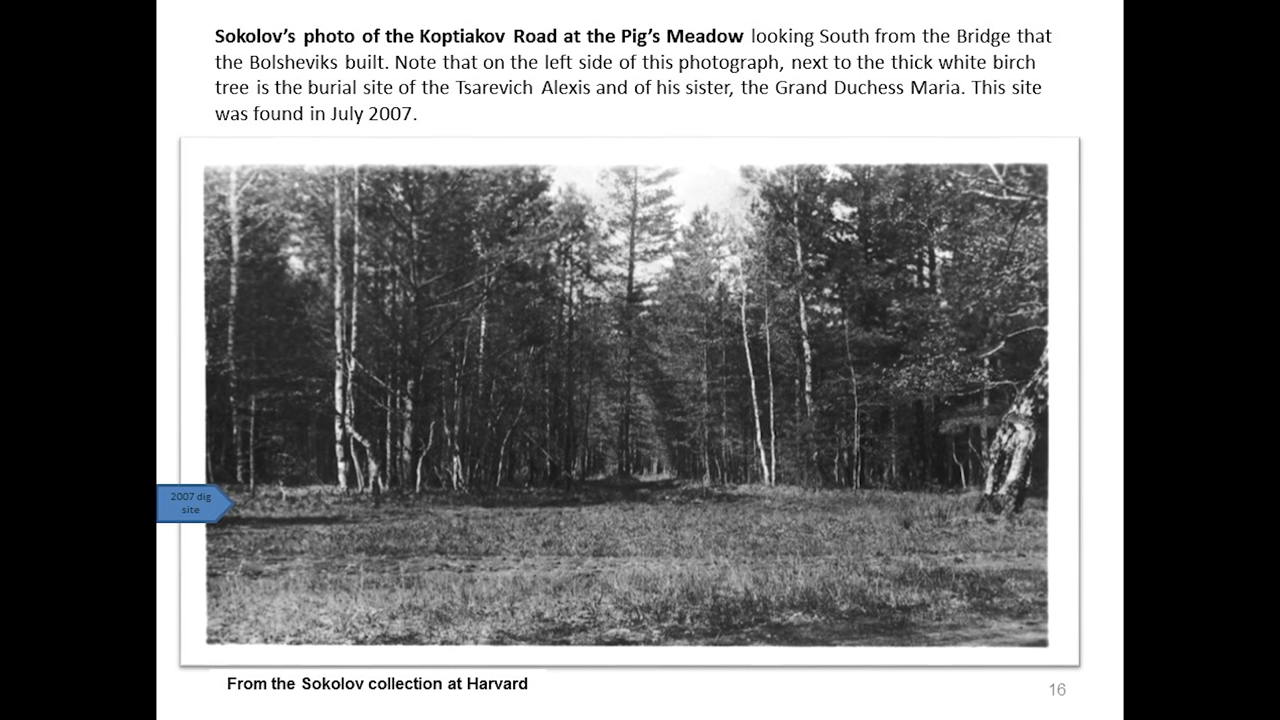 Sokolov’s photo of the Koptiakov Road at the Pig’s Meadow looking South from the Bridge that
the Bolsheviks built. Note that on the left side of this photograph, next to the thick white birch
tree is the burial site of the Tsarevich Alexis and of his sister, the Grand Duchess Maria. This site
was found in July 2007.
2007 dig
site
From the Sokolov collection at Harvard
16